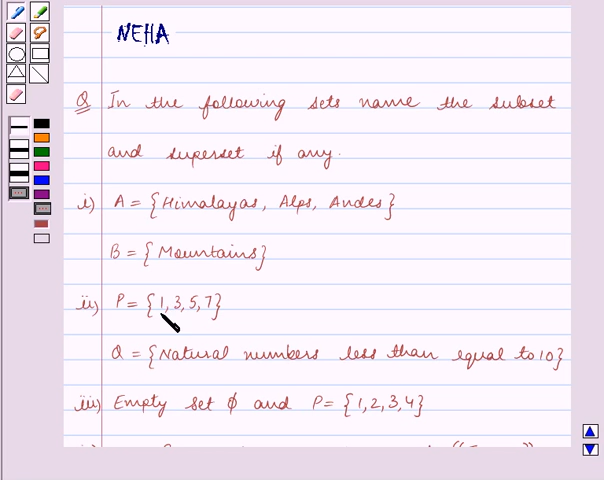 NEHA
Q In the following sets name the subset
and superset if any.
i) A = {Himalayas, Alps, Andes}
B = {Mountains}
ii) P = {1, 3, 5, 7}
Q = {Natural numbers less than equal to 10}
iii) Empty set ϕ and P = {1, 2, 3, 4}